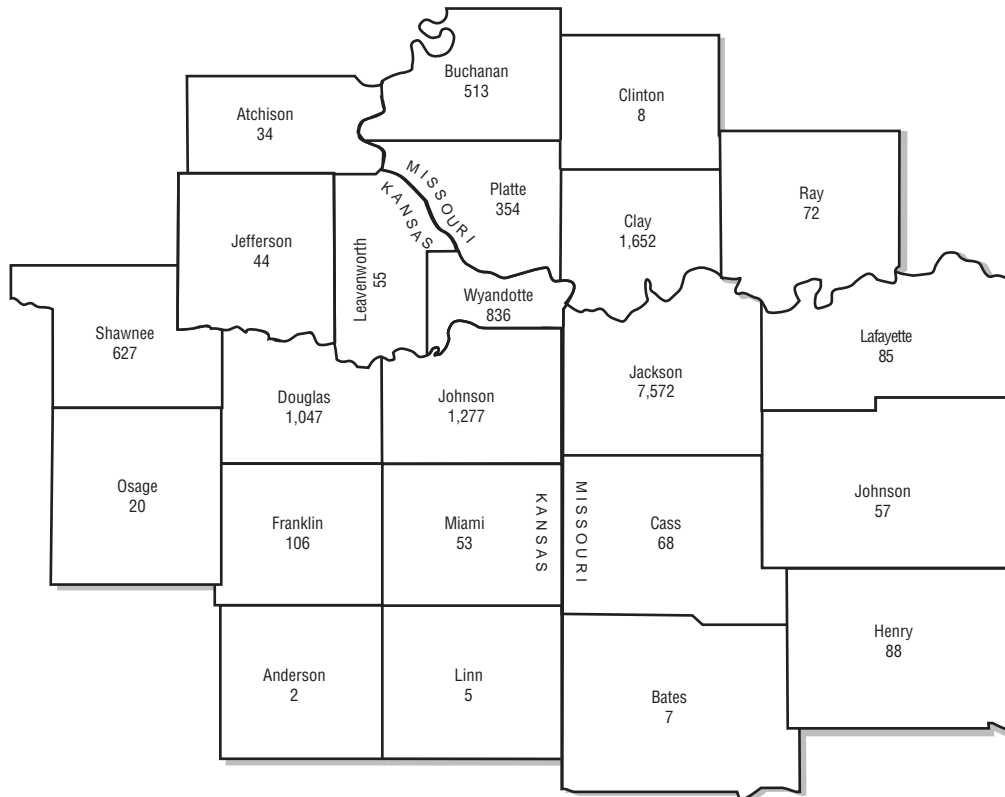 Buchanan
513
Clinton
8
Atchison
34
MISSOURI
KANSAS
Platte
354
Ray
72
Clay
1,652
Jefferson
44
Leavenworth
55
Wyandotte
836
Shawnee
627
Lafayette
85
Jackson
7,572
Douglas
1,047
Johnson
1,277
Osage
20
Franklin
106
Miami
53
KANSAS
MISSOURI
Cass
68
Johnson
57
Henry
88
Anderson
2
Linn
5
Bates
7